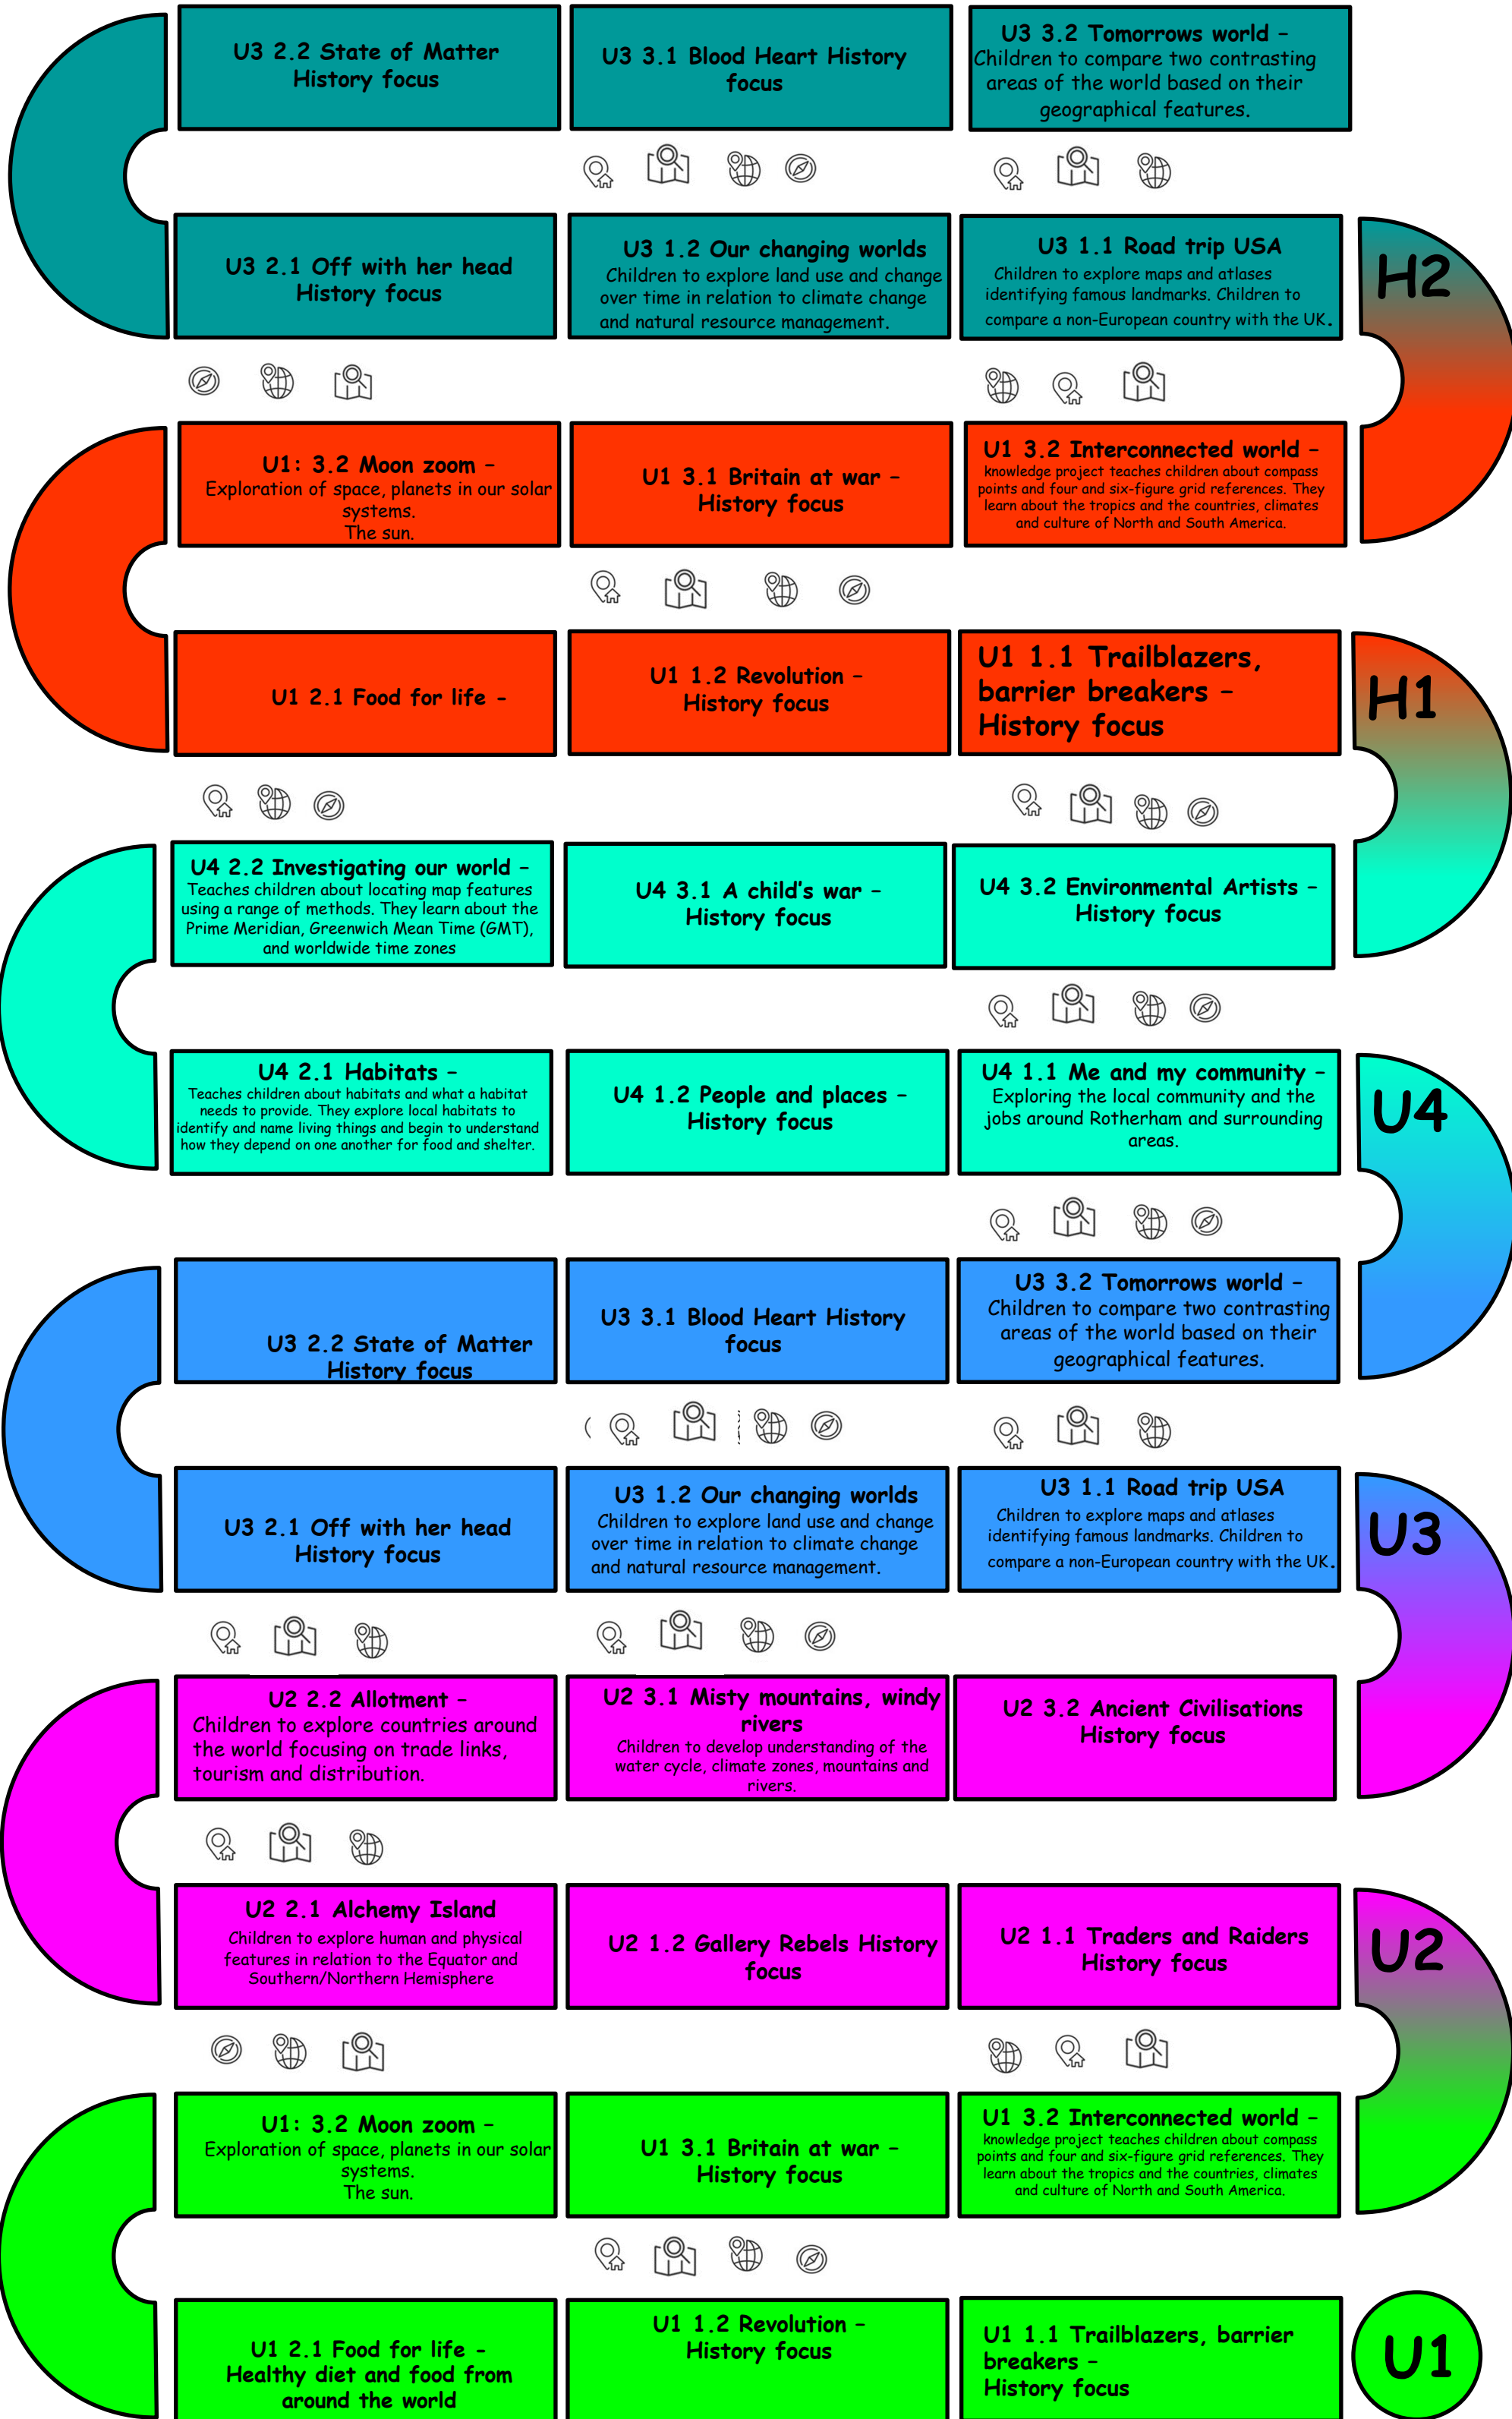 U3 2.2 State of Matter
History focus
U3 3.1 Blood Heart History
focus
U3 3.2 Tomorrows world –
Children to compare two contrasting
areas of the world based on their
geographical features.
U3 2.1 Off with her head
History focus
U3 1.2 Our changing worlds
Children to explore land use and change
over time in relation to climate change
and natural resource management.
U3 1.1 Road trip USA
Children to explore maps and atlases
identifying famous landmarks. Children to
compare a non-European country with the UK.
H2
U1: 3.2 Moon zoom –
Exploration of space, planets in our solar
systems.
The sun.
U1 3.1 Britain at war –
History focus
U1 3.2 Interconnected world –
knowledge project teaches children about compass
points and four and six-figure grid references. They
learn about the tropics and the countries, climates
and culture of North and South America.
U1 2.1 Food for life -
U1 1.2 Revolution –
History focus
U1 1.1 Trailblazers,
barrier breakers –
History focus
H1
U4 2.2 Investigating our world –
Teaches children about locating map features
using a range of methods. They learn about the
Prime Meridian, Greenwich Mean Time (GMT),
and worldwide time zones
U4 3.1 A child's war –
History focus
U4 3.2 Environmental Artists –
History focus
U4 2.1 Habitats –
Teaches children about habitats and what a habitat
needs to provide. They explore local habitats to
identify and name living things and begin to understand
how they depend on one another for food and shelter.
U4 1.2 People and places –
History focus
U4 1.1 Me and my community –
Exploring the local community and the
jobs around Rotherham and surrounding
areas.
U4
U3 2.2 State of Matter
History focus
U3 3.1 Blood Heart History
focus
U3 3.2 Tomorrows world –
Children to compare two contrasting
areas of the world based on their
geographical features.
U3 2.1 Off with her head
History focus
U3 1.2 Our changing worlds
Children to explore land use and change
over time in relation to climate change
and natural resource management.
U3 1.1 Road trip USA
Children to explore maps and atlases
identifying famous landmarks. Children to
compare a non-European country with the UK.
U3
U2 2.2 Allotment –
Children to explore countries around
the world focusing on trade links,
tourism and distribution.
U2 3.1 Misty mountains, windy
rivers
Children to develop understanding of the
water cycle, climate zones, mountains and
rivers.
U2 3.2 Ancient Civilisations
History focus
U2 2.1 Alchemy Island
Children to explore human and physical
features in relation to the Equator and
Southern/Northern Hemisphere
U2 1.2 Gallery Rebels History
focus
U2 1.1 Traders and Raiders
History focus
U2
U1: 3.2 Moon zoom –
Exploration of space, planets in our solar
systems.
The sun.
U1 3.1 Britain at war –
History focus
U1 3.2 Interconnected world –
knowledge project teaches children about compass
points and four and six-figure grid references. They
learn about the tropics and the countries, climates
and culture of North and South America.
U1 2.1 Food for life -
Healthy diet and food from
around the world
U1 1.2 Revolution –
History focus
U1 1.1 Trailblazers, barrier
breakers –
History focus
U1